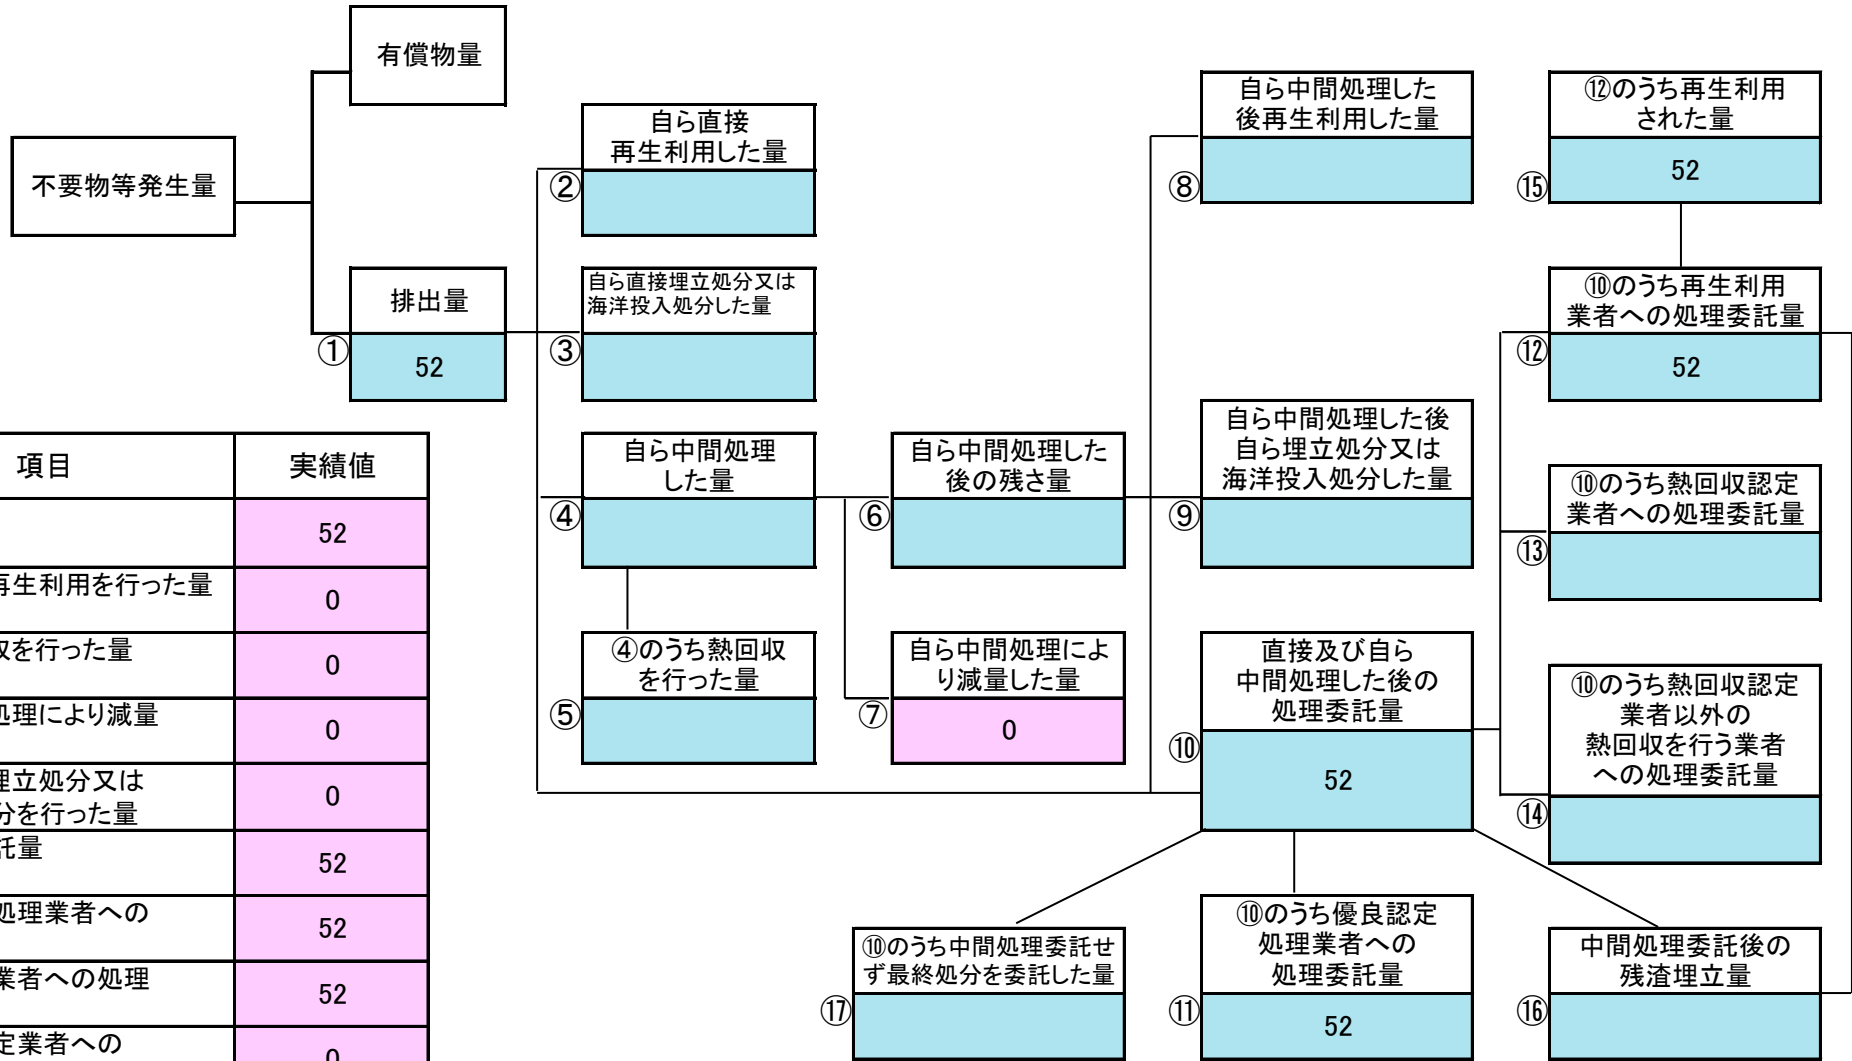 有償物量
不要物等発生量
排出量
①
52
自ら直接
再生利用した量
②
自ら直接埋立処分又は
海洋投入処分した量
③
自ら中間処理
した量
④
④のうち熱回収
を行った量
⑤
自ら中間処理した
後の残さ量
⑥
自ら中間処理によ
り減量した量
⑦
0
自ら中間処理した
後再生利用した量
⑧
自ら中間処理した後
自ら埋立処分又は
海洋投入処分した量
⑨
直接及び自ら
中間処理した後の
処理委託量
⑩
52
⑫のうち再生利用
された量
⑮
52
⑩のうち再生利用
業者への処理委託量
⑫
52
⑩のうち熱回収認定
業者への処理委託量
⑬
⑩のうち熱回収認定
業者以外の
熱回収を行う業者
への処理委託量
⑭
⑩のうち中間処理委託せ
ず最終処分を委託した量
⑰
⑩のうち優良認定
処理業者への
処理委託量
⑪
52
中間処理委託後の
残渣埋立量
⑯
項目 実績値
52
再生利用を行った量 0
を行った量 0
処理により減量 0
埋立処分又は
分を行った量 0
託量 52
処理業者への 52
業者への処理 52
定業者への 0